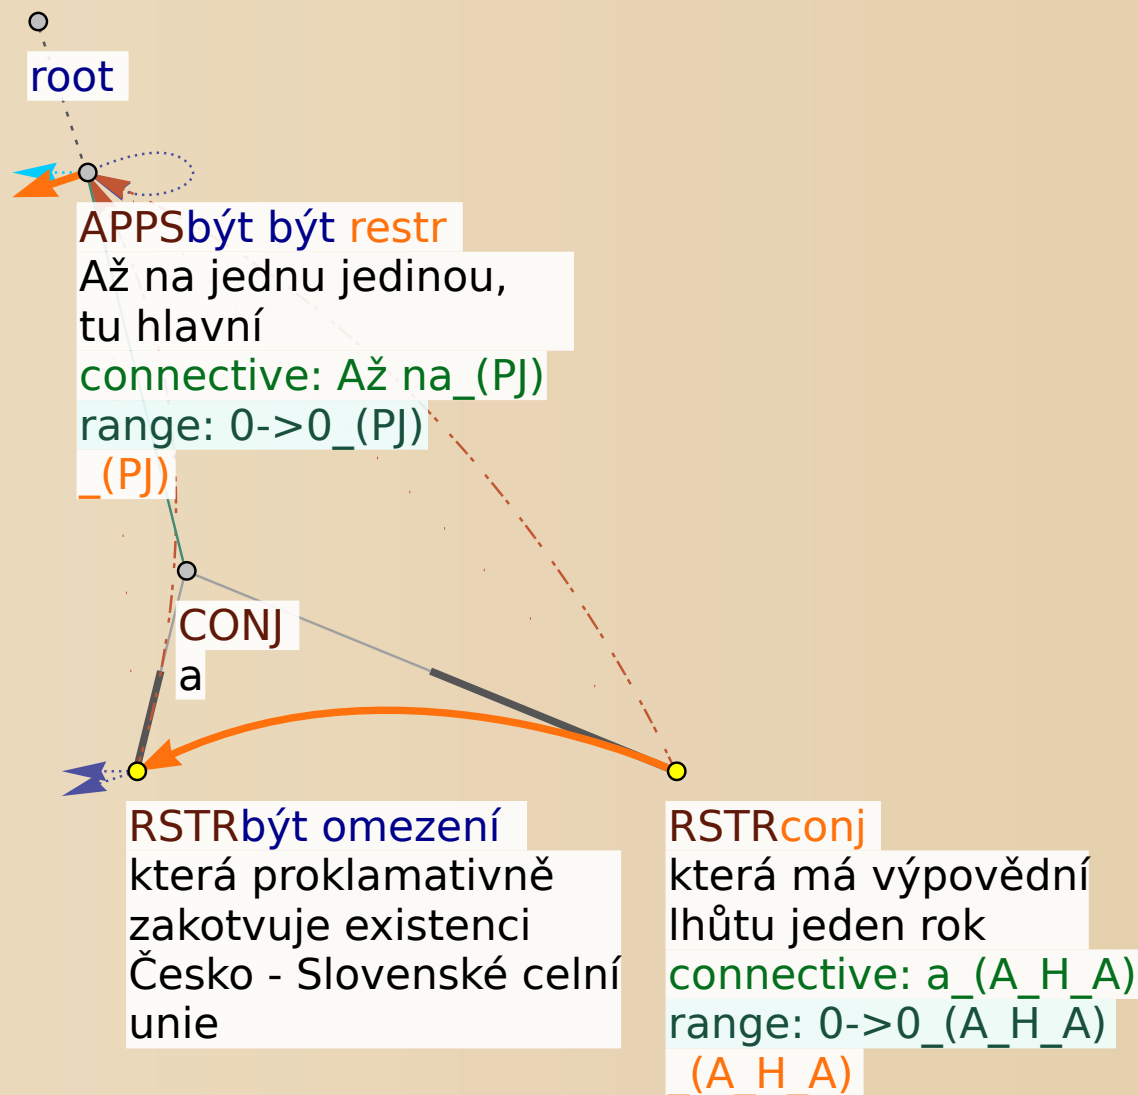 root
APPSbýt být restr
Až na jednu jedinou,
tu hlavní
connective: Až na_(PJ)
range: 0->0_(PJ)
_(PJ)
CONJ
a
RSTRbýt omezení
která proklamativně
zakotvuje existenci
Česko - Slovenské celní
unie
RSTRconj
která má výpovědní
lhůtu jeden rok
connective: a_(A_H_A)
range: 0->0_(A_H_A)
_(A_H_A)